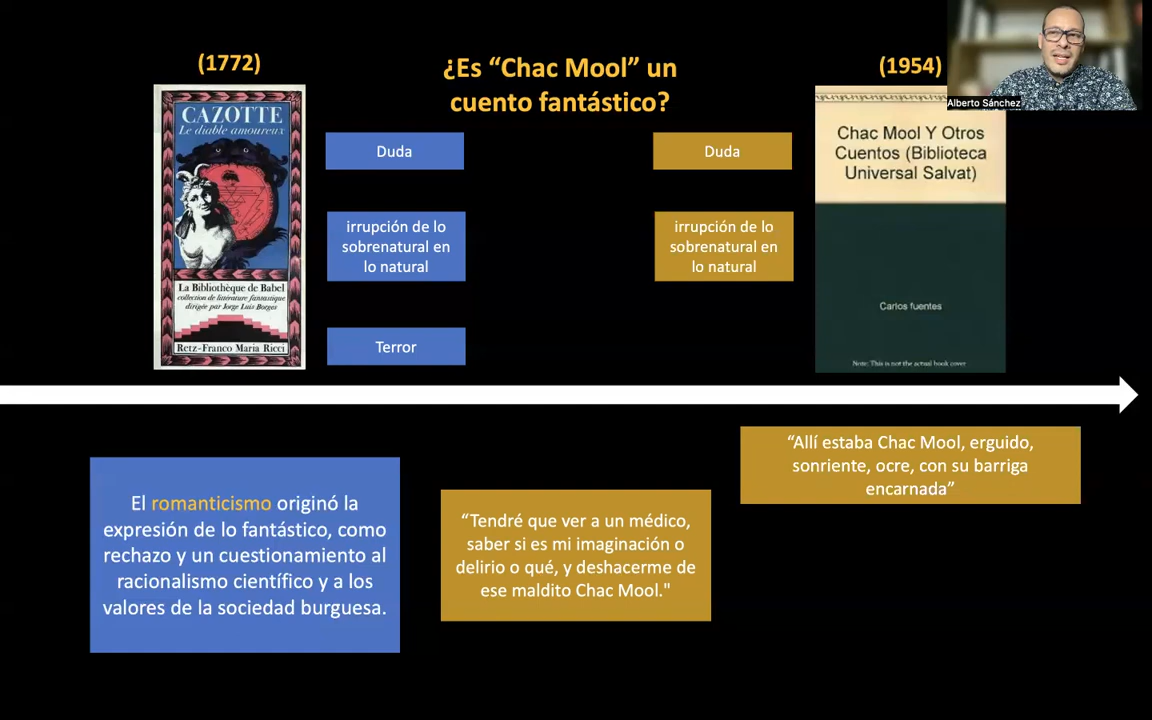 (1772)
¿Es “Chac Mool” un
cuento fantástico?
(1954)
Alberto Sánchez
CAZOTTE
Le diable amoureux
La Bibliothèque de Babel
collection de littérature fantastique
dirigée par Jorge Luis Borges
Retz-Franco Maria Ricci
Duda
irrupción de lo
sobrenatural en
lo natural
Terror
Duda
irrupción de lo
sobrenatural en
lo natural
Chac Mool Y Otros
Cuentos (Biblioteca
Universal Salvat)
Carlos fuentes
Note: This is not the actual book cover
El romanticismo originó la
expresión de lo fantástico, como
rechazo y un cuestionamiento al
racionalismo científico y a los
valores de la sociedad burguesa.
“Tendré que ver a un médico,
saber si es mi imaginación o
delirio o qué, y deshacerme de
ese maldito Chac Mool."
“Allí estaba Chac Mool, erguido,
sonriente, ocre, con su barriga
encarnada”